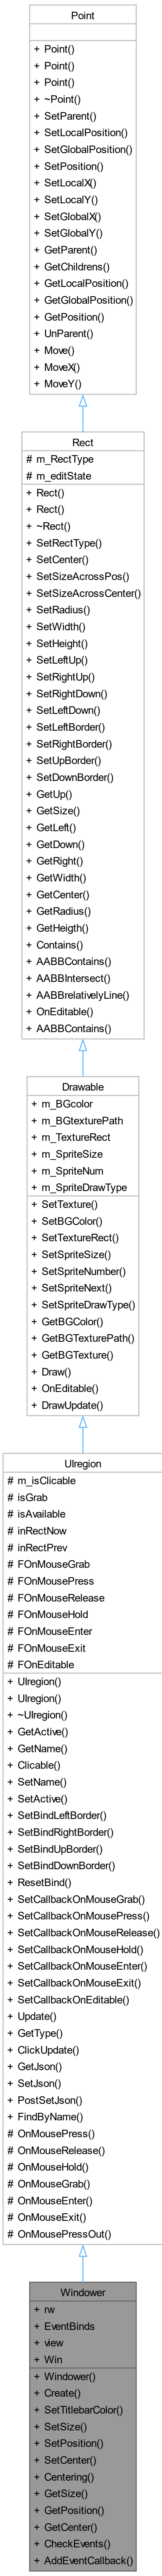 Point
+ Point()
+ Point()
+ Point()
+ ~Point()
+ SetParent()
+ SetLocalPosition()
+ SetGlobalPosition()
+ SetPosition()
+ SetLocalX()
+ SetLocalY()
+ SetGlobalX()
+ SetGlobalY()
+ GetParent()
+ GetChildrens()
+ GetLocalPosition()
+ GetGlobalPosition()
+ GetPosition()
+ UnParent()
+ Move()
+ MoveX()
+ MoveY()
Rect
# m_RectType
# m_editState
+ Rect()
+ Rect()
+ ~Rect()
+ SetRectType()
+ SetCenter()
+ SetSizeAcrossPos()
+ SetSizeAcrossCenter()
+ SetRadius()
+ SetWidth()
+ SetHeight()
+ SetLeftUp()
+ SetRightUp()
+ SetRightDown()
+ SetLeftDown()
+ SetLeftBorder()
+ SetRightBorder()
+ SetUpBorder()
+ SetDownBorder()
+ GetUp()
+ GetSize()
+ GetLeft()
+ GetDown()
+ GetRight()
+ GetWidth()
+ GetCenter()
+ GetRadius()
+ GetHeigth()
+ Contains()
+ AABBContains()
+ AABBIntersect()
+ AABBrelativelyLine()
+ OnEditable()
+ AABBContains()
Drawable
+ m_BGcolor
+ m_BGtexturePath
+ m_TextureRect
+ m_SpriteSize
+ m_SpriteNum
+ m_SpriteDrawType
+ SetTexture()
+ SetBGColor()
+ SetTextureRect()
+ SetSpriteSize()
+ SetSpriteNumber()
+ SetSpriteNext()
+ SetSpriteDrawType()
+ GetBGColor()
+ GetBGTexturePath()
+ GetBGTexture()
+ Draw()
+ OnEditable()
+ DrawUpdate()
UIregion
# m_isClicable
# isGrab
# isAvailable
# inRectNow
# inRectPrev
# FOnMouseGrab
# FOnMousePress
# FOnMouseRelease
# FOnMouseHold
# FOnMouseEnter
# FOnMouseExit
# FOnEditable
+ UIregion()
+ UIregion()
+ ~UIregion()
+ GetActive()
+ GetName()
+ Clicable()
+ SetName()
+ SetActive()
+ SetBindLeftBorder()
+ SetBindRightBorder()
+ SetBindUpBorder()
+ SetBindDownBorder()
+ ResetBind()
+ SetCallbackOnMouseGrab()
+ SetCallbackOnMousePress()
+ SetCallbackOnMouseRelease()
+ SetCallbackOnMouseHold()
+ SetCallbackOnMouseEnter()
+ SetCallbackOnMouseExit()
+ SetCallbackOnEditable()
+ Update()
+ GetType()
+ ClickUpdate()
+ GetJson()
+ SetJson()
+ PostSetJson()
+ FindByName()
# OnMousePress()
# OnMouseRelease()
# OnMouseHold()
# OnMouseGrab()
# OnMouseEnter()
# OnMouseExit()
# OnMousePressOut()
Windower
+ rw
+ EventBinds
+ view
+ Win
+ Windower()
+ Create()
+ SetTitlebarColor()
+ SetSize()
+ SetPosition()
+ SetCenter()
+ Centering()
+ GetSize()
+ GetPosition()
+ GetCenter()
+ CheckEvents()
+ AddEventCallback()